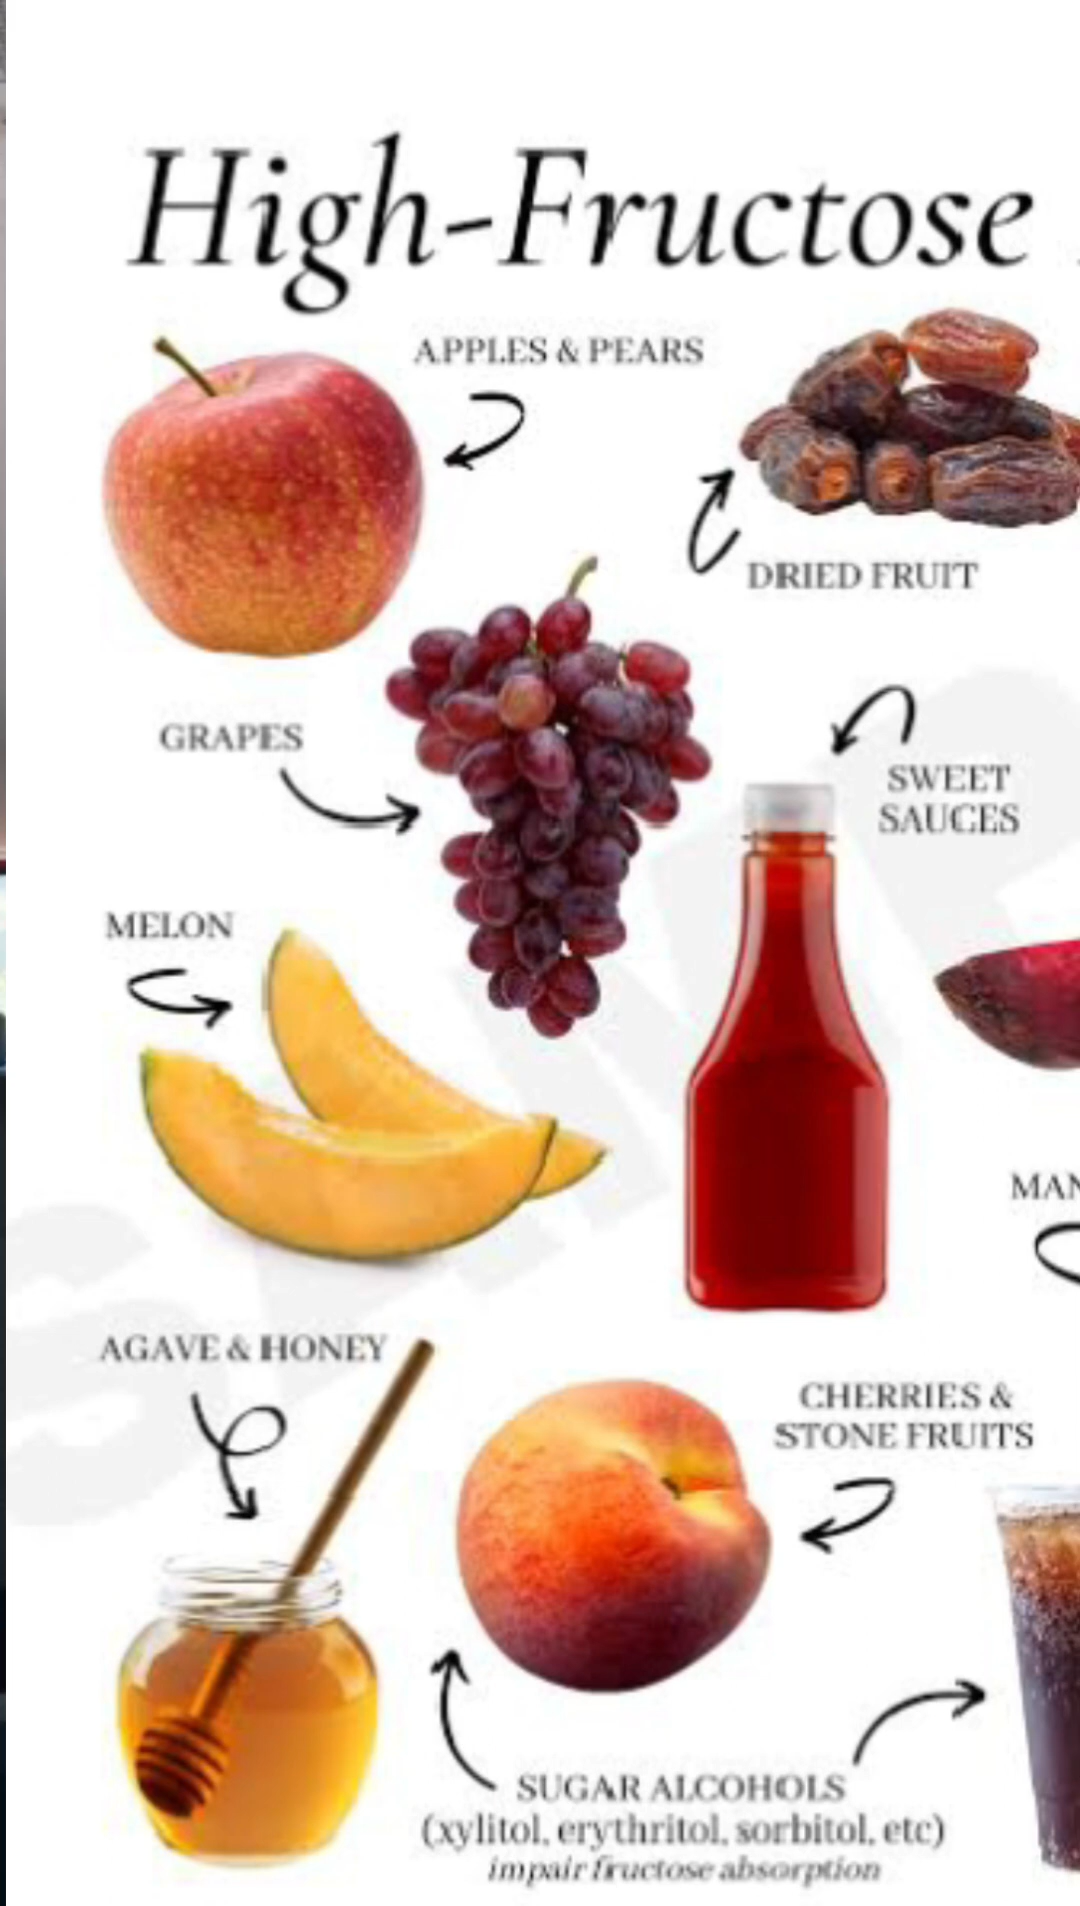 High-Fructose
APPLES & PEARS
DRIED FRUIT
GRAPES
SWEET
SAUCES
MELON
MAN
AGAVE & HONEY
CHERRIES &
STONE FRUITS
SUGAR ALCOHOLS
(xylitol, erythritol, sorbitol, etc)
impair fructose absorption